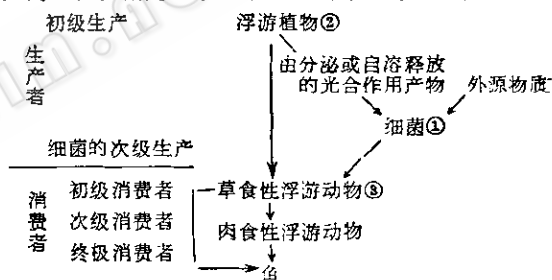 初级生产
浮游植物②
生产者
由分泌或自溶释放
的光合作用产物
外源物质
细菌①
细菌的次级生产
消费者
初级消费者
草食性浮游动物③
次级消费者
肉食性浮游动物
终极消费者
鱼